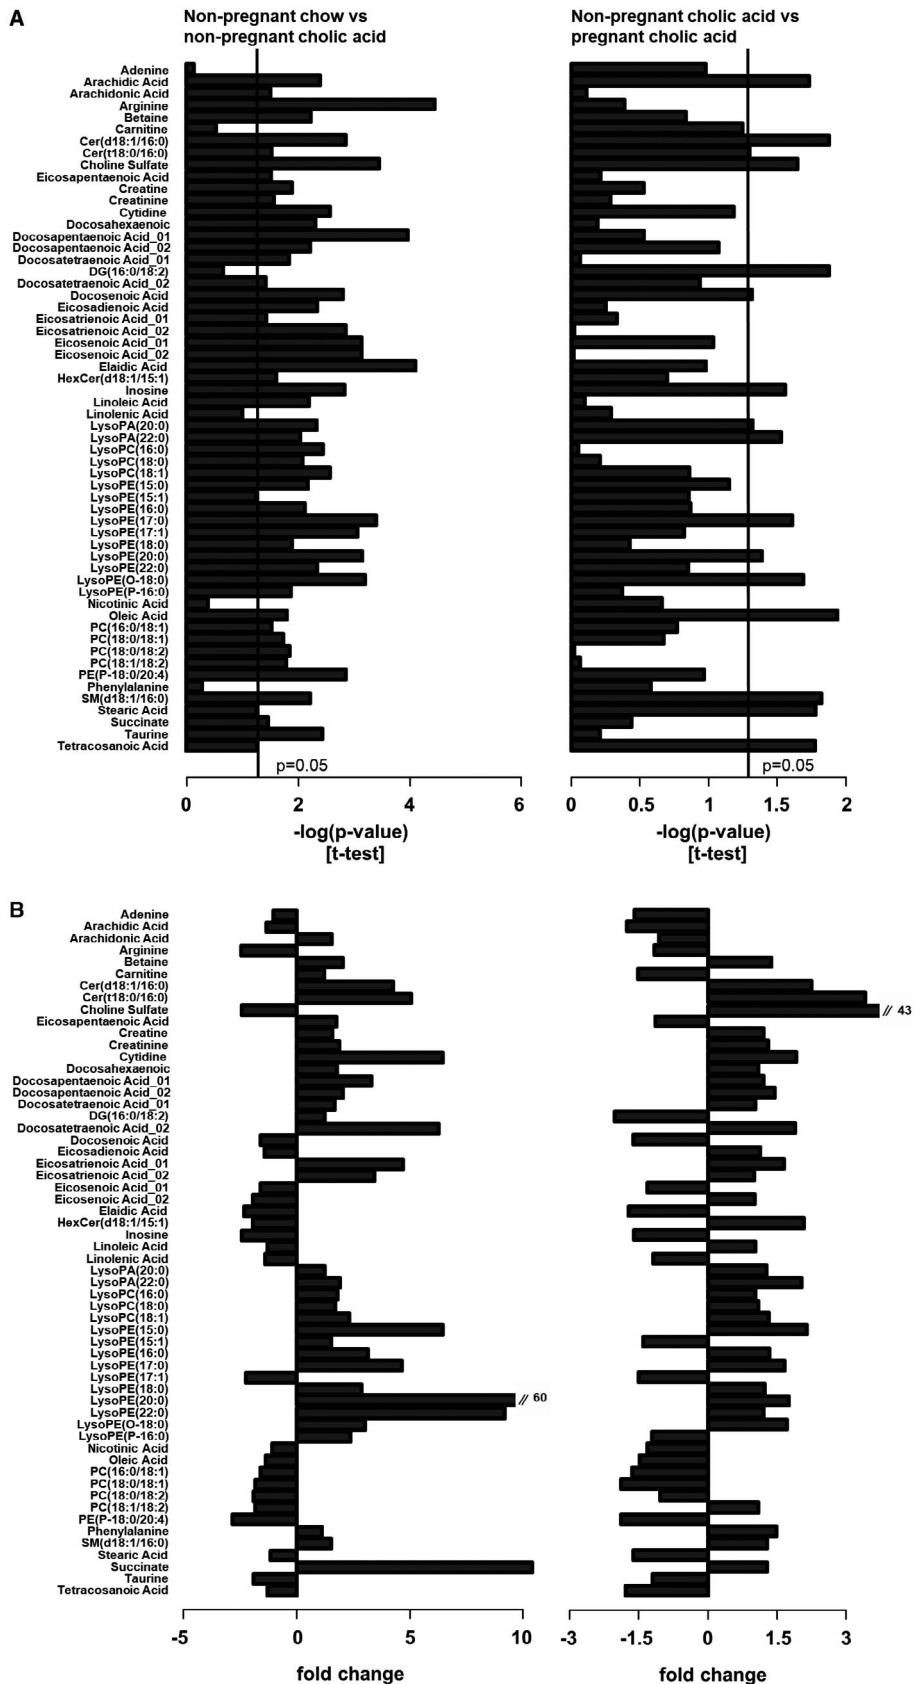 A
Non-pregnant chow vs
non-pregnant cholic acid
Non-pregnant cholic acid vs
pregnant cholic acid
Adenine
Arachidic Acid
Arachidonic Acid
Arginine
Betaine
Carnitine
Cer(d18:1/16:0)
Cer(t18:0/16:0)
Choline Sulfate
Eicosapentaenoic Acid
Creatine
Creatinine
Cytidine
Docosahexaenoic
Docosapentaenoic Acid_01
Docosapentaenoic Acid_02
Docosatetraenoic Acid_01
DG(16:0/18:2)
Docosatetraenoic Acid_02
Docosenoic Acid
Eicosadienoic Acid
Eicosatrienoic Acid_01
Eicosatrienoic Acid_02
Eicosenoic Acid_01
Eicosenoic Acid_02
Elaidic Acid
HexCer(d18:1/15:1)
Inosine
Linoleic Acid
Linolenic Acid
LysoPA(20:0)
LysoPA(22:0)
LysoPC(16:0)
LysoPC(18:0)
LysoPC(18:1)
LysoPE(15:0)
LysoPE(15:1)
LysoPE(16:0)
LysoPE(17:0)
LysoPE(17:1)
LysoPE(18:0)
LysoPE(20:0)
LysoPE(22:0)
LysoPE(O-18:0)
LysoPE(P-16:0)
Nicotinic Acid
Oleic Acid
PC(16:0/18:1)
PC(18:0/18:1)
PC(18:0/18:2)
PC(18:1/18:2)
PE(P-18:0/20:4)
Phenylalanine
SM(d18:1/16:0)
Stearic Acid
Succinate
Taurine
Tetracosanoic Acid
p=0.05 p=0.05
0 2 4 6 0 0.5 1 1.5 2
-log(p-value) -log(p-value)
[t-test] [t-test]
B
Adenine
Arachidic Acid
Arachidonic Acid
Arginine
Betaine
Carnitine
Cer(d18:1/16:0)
Cer(t18:0/16:0)
Choline Sulfate // 43
Eicosapentaenoic Acid
Creatine
Creatinine
Cytidine
Docosahexaenoic
Docosapentaenoic Acid_01
Docosapentaenoic Acid_02
Docosatetraenoic Acid_01
DG(16:0/18:2)
Docosatetraenoic Acid_02
Docosenoic Acid
Eicosadienoic Acid
Eicosatrienoic Acid_01
Eicosatrienoic Acid_02
Eicosenoic Acid_01
Eicosenoic Acid_02
Elaidic Acid
HexCer(d18:1/15:1)
Inosine
Linoleic Acid
Linolenic Acid
LysoPA(20:0)
LysoPA(22:0)
LysoPC(16:0)
LysoPC(18:0)
LysoPC(18:1)
LysoPE(15:0)
LysoPE(15:1)
LysoPE(16:0)
LysoPE(17:0)
LysoPE(17:1)
LysoPE(18:0)
LysoPE(20:0) // 60
LysoPE(22:0)
LysoPE(O-18:0)
LysoPE(P-16:0)
Nicotinic Acid
Oleic Acid
PC(16:0/18:1)
PC(18:0/18:1)
PC(18:0/18:2)
PC(18:1/18:2)
PE(P-18:0/20:4)
Phenylalanine
SM(d18:1/16:0)
Stearic Acid
Succinate
Taurine
Tetracosanoic Acid
-5 0 5 10 -3 -1.5 0 1.5 3
fold change fold change